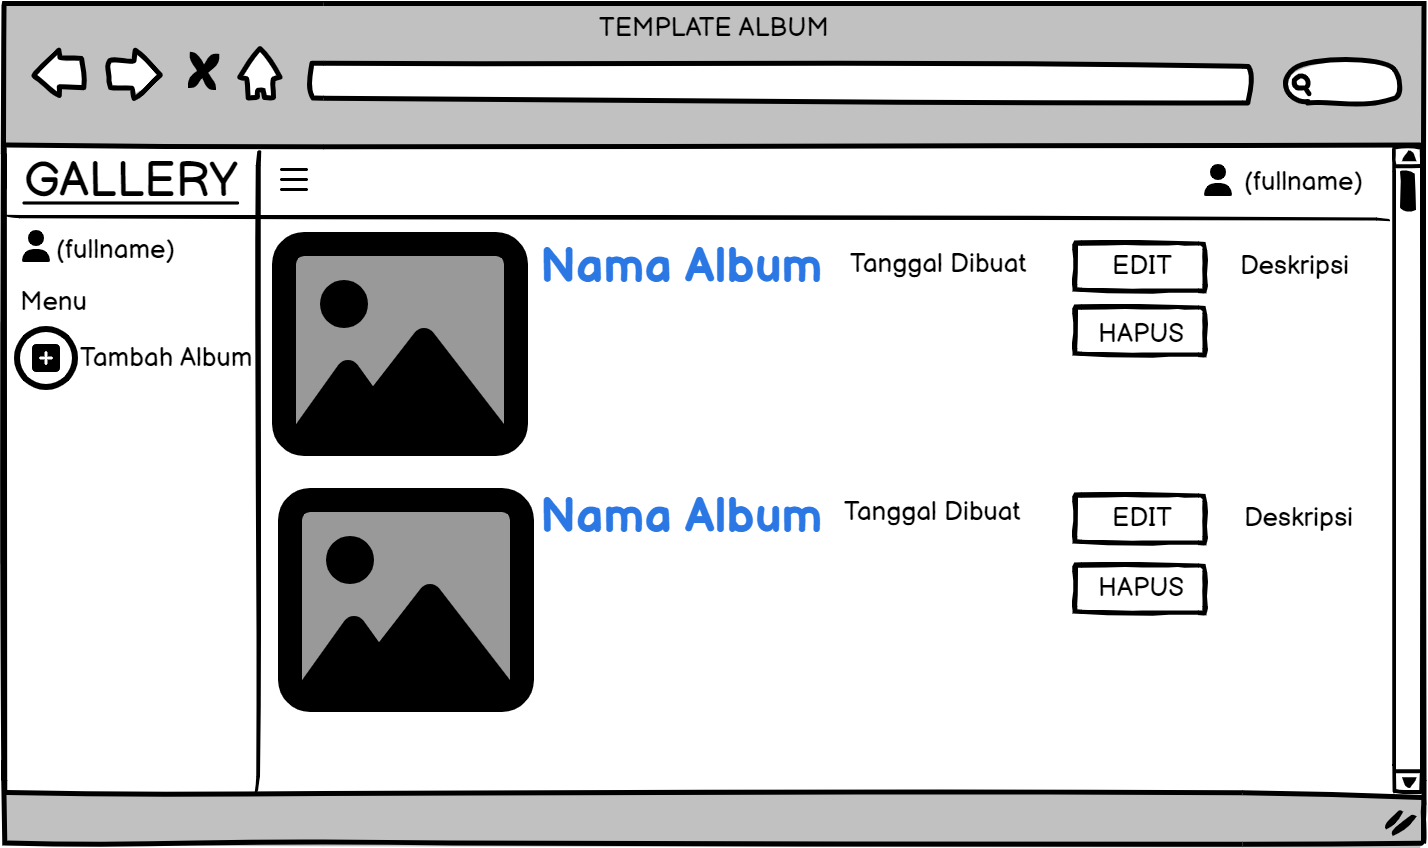 TEMPLATE ALBUM
GALLERY
(fullname)
(fullname)
Menu
Tambah Album
Nama Album
Tanggal Dibuat
EDIT
Deskripsi
HAPUS
Nama Album
Tanggal Dibuat
EDIT
Deskripsi
HAPUS